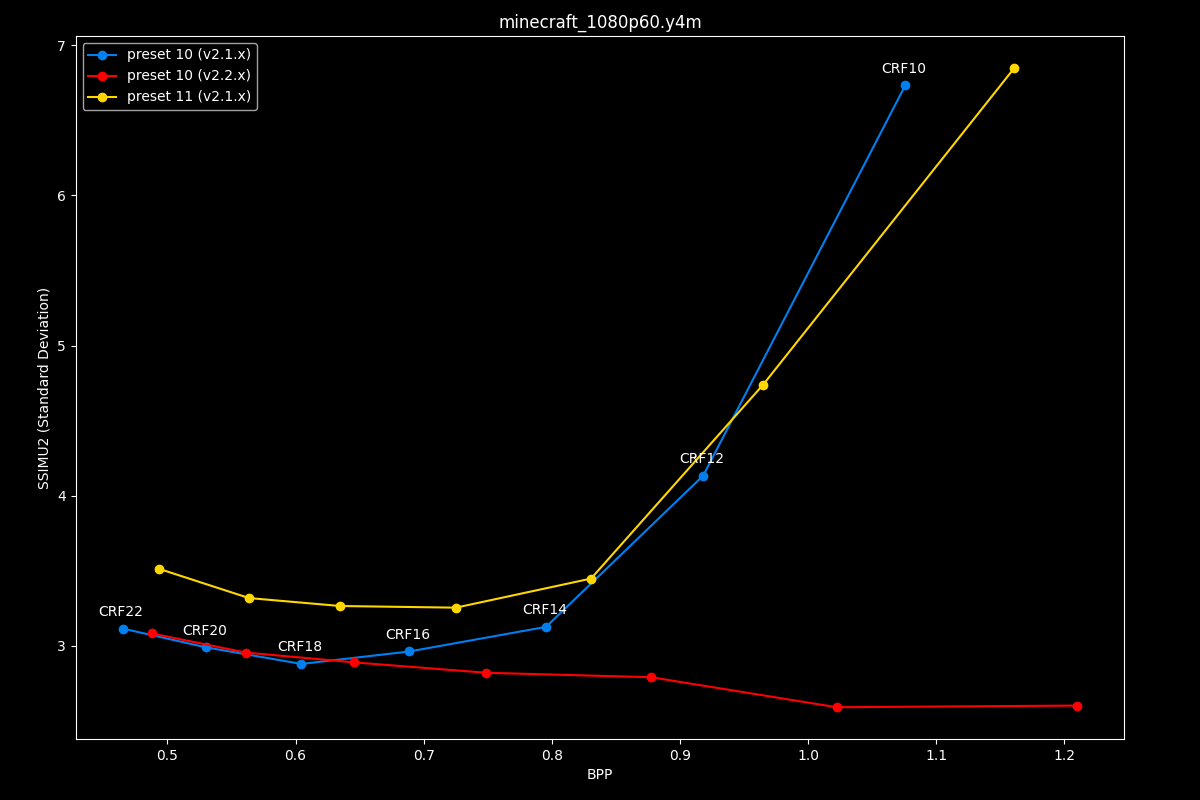 minecraft_1080p60.y4m
preset 10 (v2.1.x)
preset 10 (v2.2.x)
preset 11 (v2.1.x)
SSIMU2 (Standard Deviation)
7
6
5
4
3
CRF10
CRF12
CRF14
CRF16
CRF18
CRF20
CRF22
0.5
0.6
0.7
0.8
0.9
1.0
1.1
1.2
BPP